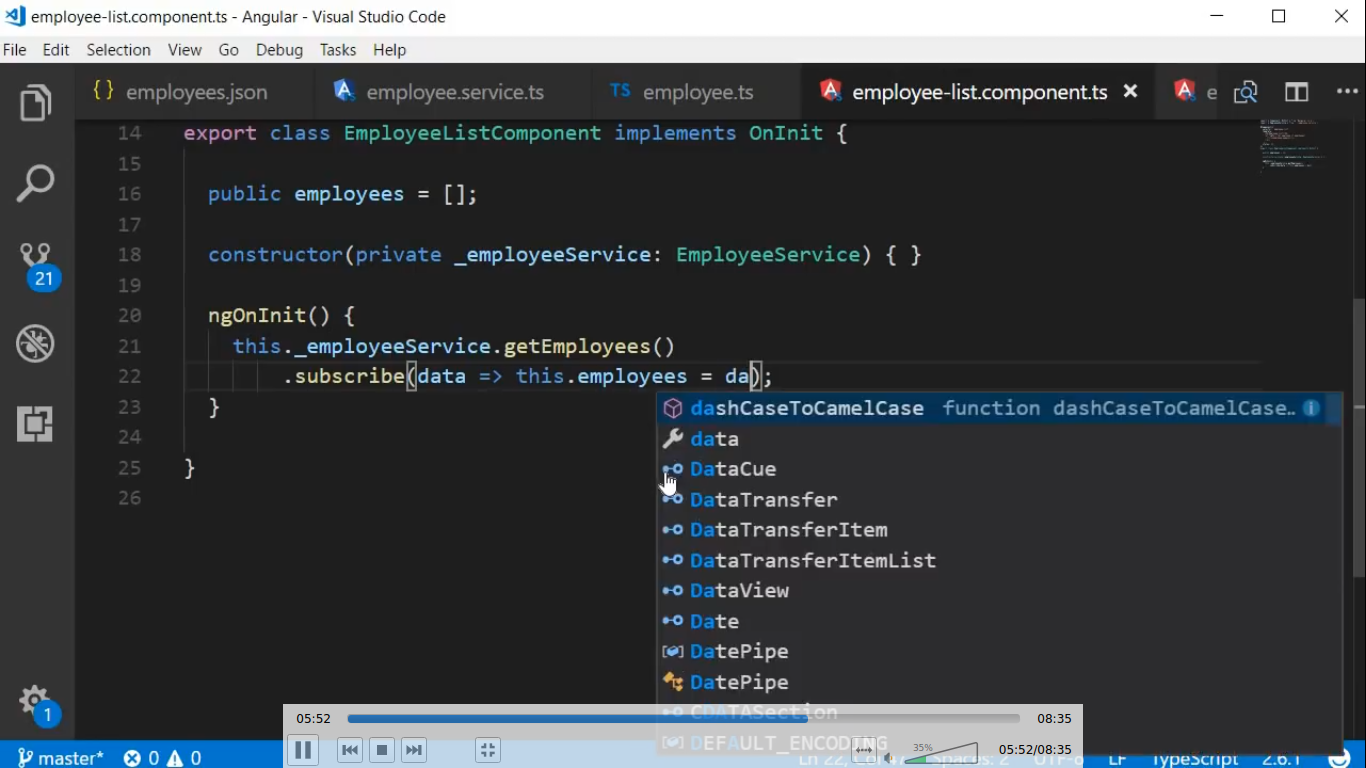 employee-list.component.ts - Angular - Visual Studio Code
File Edit Selection View Go Debug Tasks Help
{} employees.json employee.service.ts TS employee.ts employee-list.component.ts e
14 export class EmployeeListComponent implements OnInit {
15
16 public employees = [];
17
18 constructor(private _employeeService: EmployeeService) { }
19
20 ngOnInit() {
21 this._employeeService.getEmployees()
22 .subscribe(data => this.employees = da);
23 }
24
25 }
26
21
dashCaseToCamelCase function dashCaseToCamelCase…
data
DataCue
DataTransfer
DataTransferItem
DataTransferItemList
DataView
Date
DatePipe
DatePipe
CDATASection
DEFAULT_ENCODING
1
05:52 08:35
35% 05:52/08:35
master* 0 0 Spaces: 2 UTF-8 LF TypeScript 2.6.1